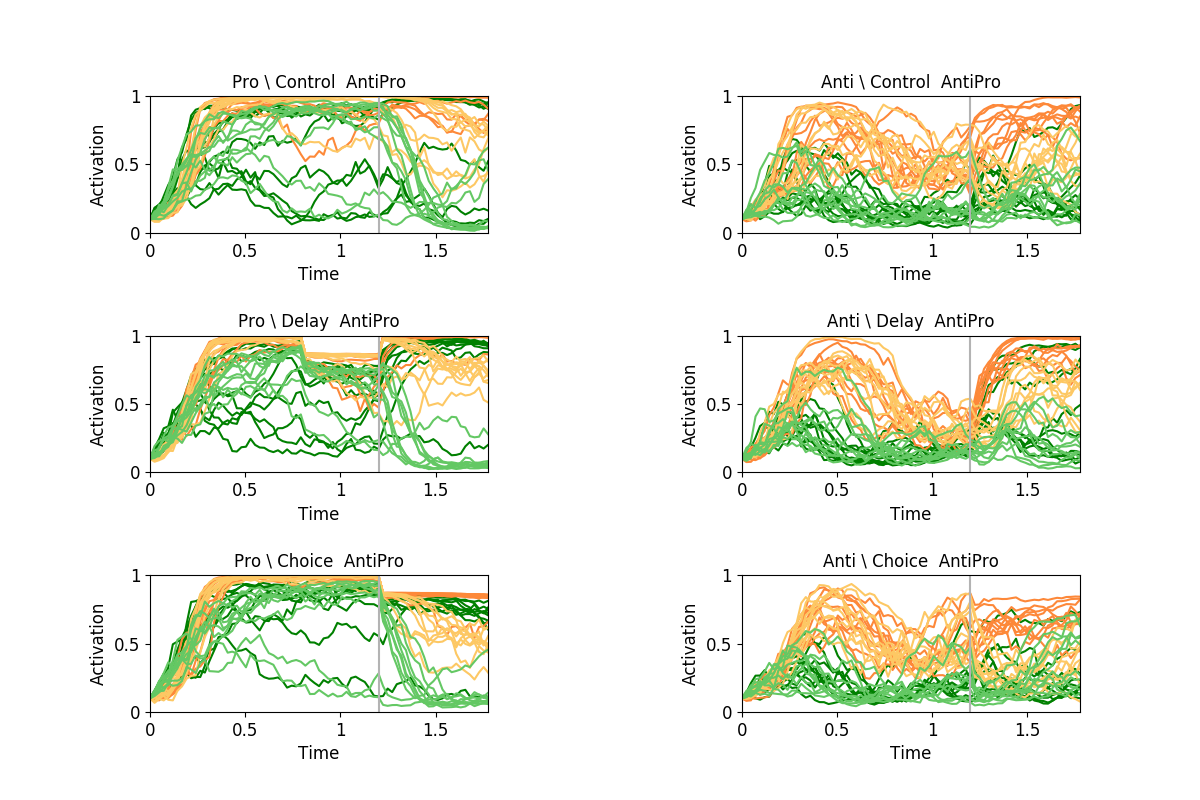 Pro \ Control  AntiPro
1
0.5
0
Activation
0
0.5
1
1.5
Time
Anti \ Control  AntiPro
1
0.5
0
Activation
0
0.5
1
1.5
Time
Pro \ Delay  AntiPro
1
0.5
0
Activation
0
0.5
1
1.5
Time
Anti \ Delay  AntiPro
1
0.5
0
Activation
0
0.5
1
1.5
Time
Pro \ Choice  AntiPro
1
0.5
0
Activation
0
0.5
1
1.5
Time
Anti \ Choice  AntiPro
1
0.5
0
Activation
0
0.5
1
1.5
Time